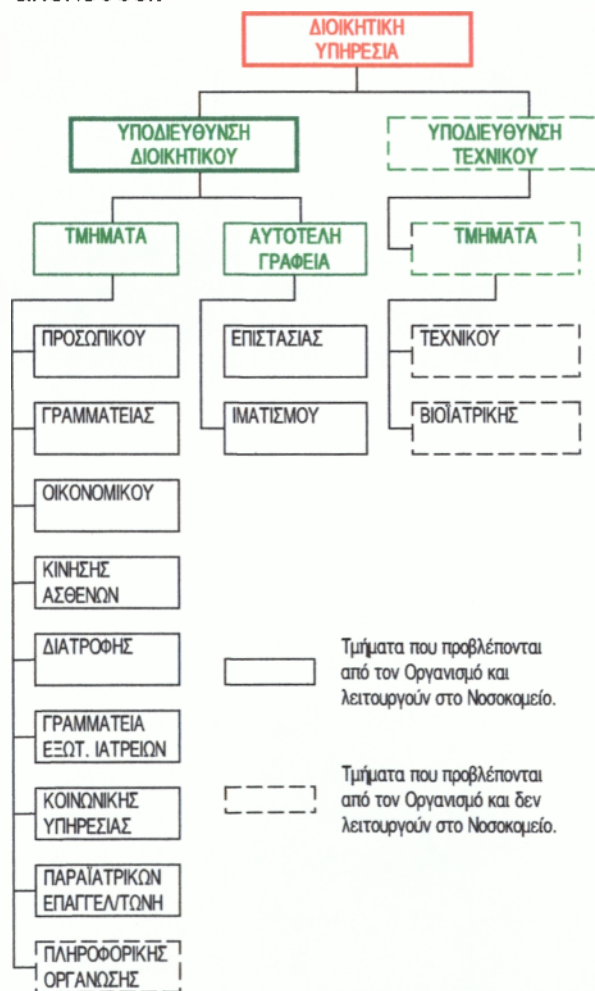 ΔΙΟΙΚΗΤΙΚΗ
ΥΠΗΡΕΣΙΑ
ΥΠΟΔΙΕΥΘΥΝΣΗ
ΔΙΟΙΚΗΤΙΚΟΥ
ΥΠΟΔΙΕΥΘΥΝΣΗ
ΤΕΧΝΙΚΟΥ
ΤΜΗΜΑΤΑ
ΑΥΤΟΤΕΛΗ
ΓΡΑΦΕΙΑ
ΤΜΗΜΑΤΑ
ΠΡΟΣΩΠΙΚΟΥ
ΓΡΑΜΜΑΤΕΙΑΣ
ΟΙΚΟΝΟΜΙΚΟΥ
ΚΙΝΗΣΗΣ
ΑΣΘΕΝΩΝ
ΔΙΑΤΡΟΦΗΣ
ΓΡΑΜΜΑΤΕΙΑ
ΕΞΩΤ. ΙΑΤΡΕΙΩΝ
ΚΟΙΝΩΝΙΚΗΣ
ΥΠΗΡΕΣΙΑΣ
ΠΑΡΑΪΑΤΡΙΚΩΝ
ΕΠΑΓΓΕΛ/ΤΩΝΗ
ΠΛΗΡΟΦΟΡΙΚΗΣ
ΟΡΓΑΝΩΣΗΣ
ΕΠΙΣΤΑΣΙΑΣ
ΙΜΑΤΙΣΜΟΥ
ΤΕΧΝΙΚΟΥ
ΒΙΟΪΑΤΡΙΚΗΣ
Τμήματα που προβλέπονται
από τον Οργανισμό και
λειτουργούν στο Νοσοκομείο.
Τμήματα που προβλέπονται
από τον Οργανισμό και δεν
λειτουργούν στο Νοσοκομείο.